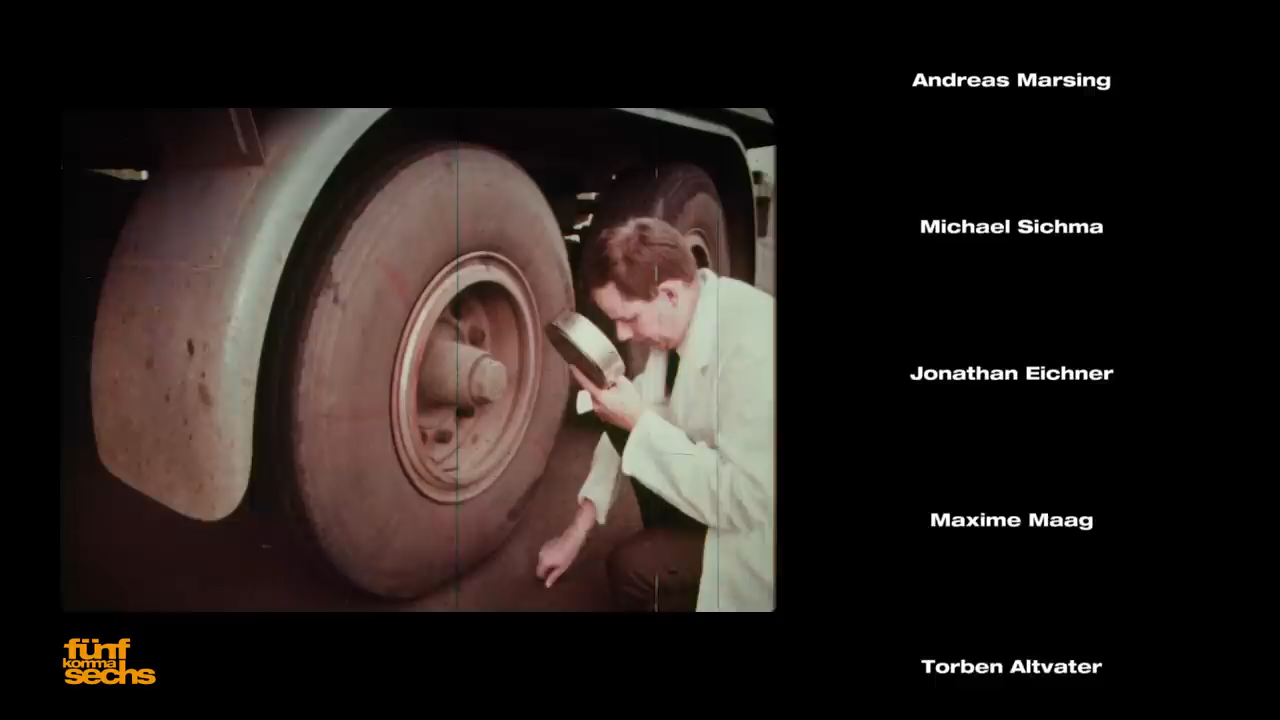 Andreas Marsing
Michael Sichma
Jonathan Eichner
Maxime Maag
Torben Altvater
fünf
komma
sechs